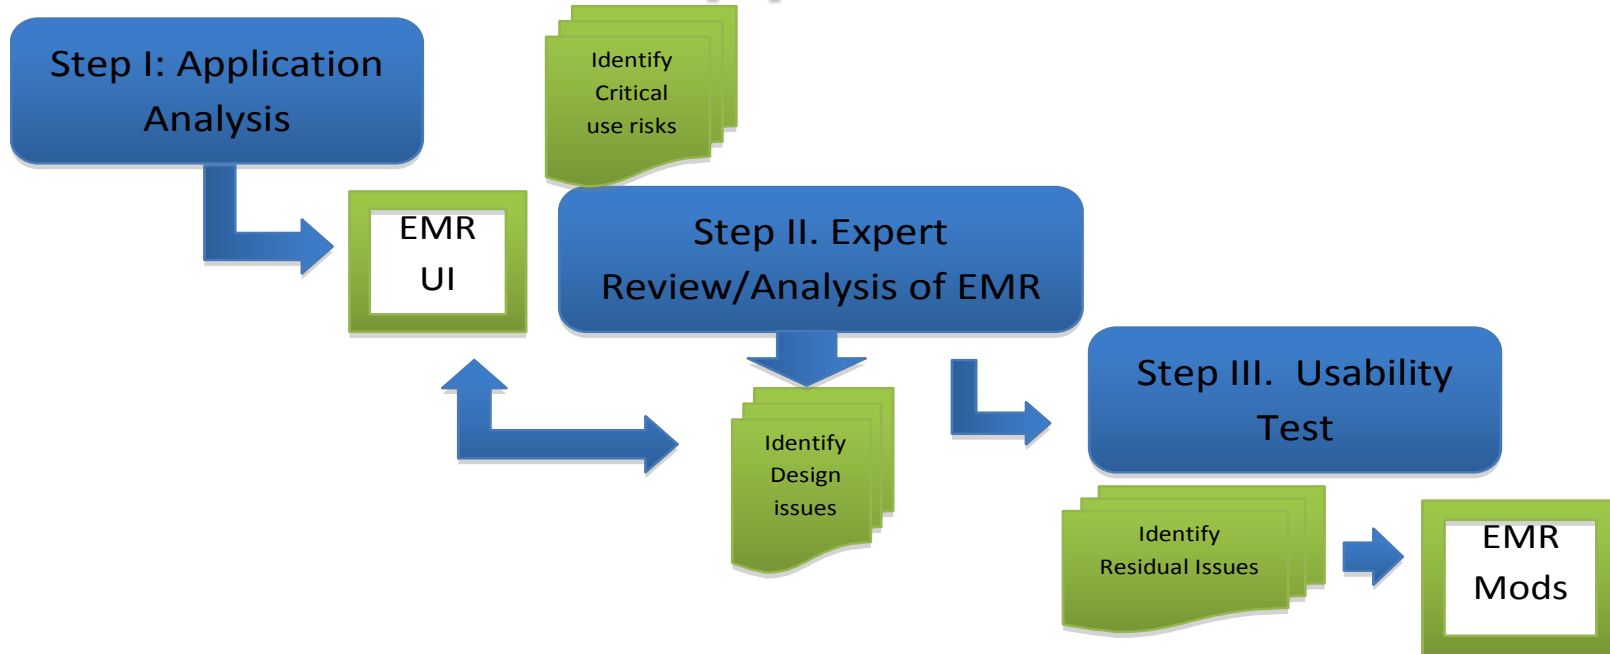 Step I: Application
Analysis
Identify
Critical
use risks
EMR
UI
Step II. Expert
Review/Analysis of EMR
Identify
Design
issues
Step III.  Usability
Test
Identify
Residual Issues
EMR
Mods